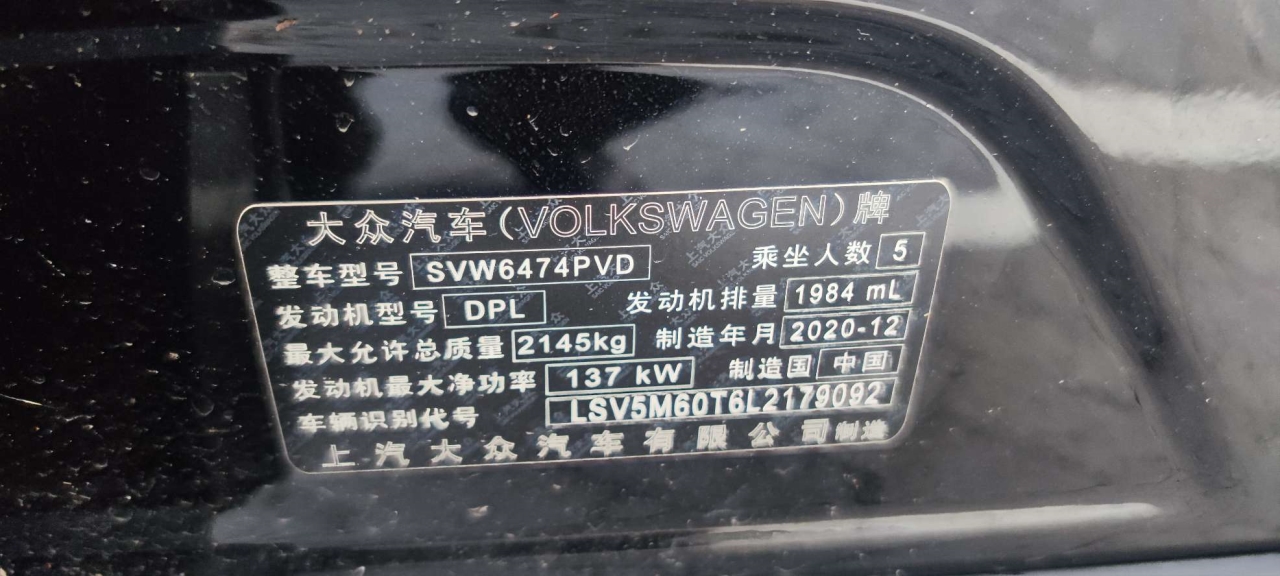 大众汽车(VOLKSWAGEN)牌
整车型号 SVW6474PVD 乘坐人数 5
发动机型号 DPL 发动机排量 1984 mL
最大允许总质量 2145kg 制造年月 2020-12
发动机最大净功率 137 kW 制造国 中国
车辆识别代号 LSV5M60T6L2179092
上汽大众汽车有限公司制造